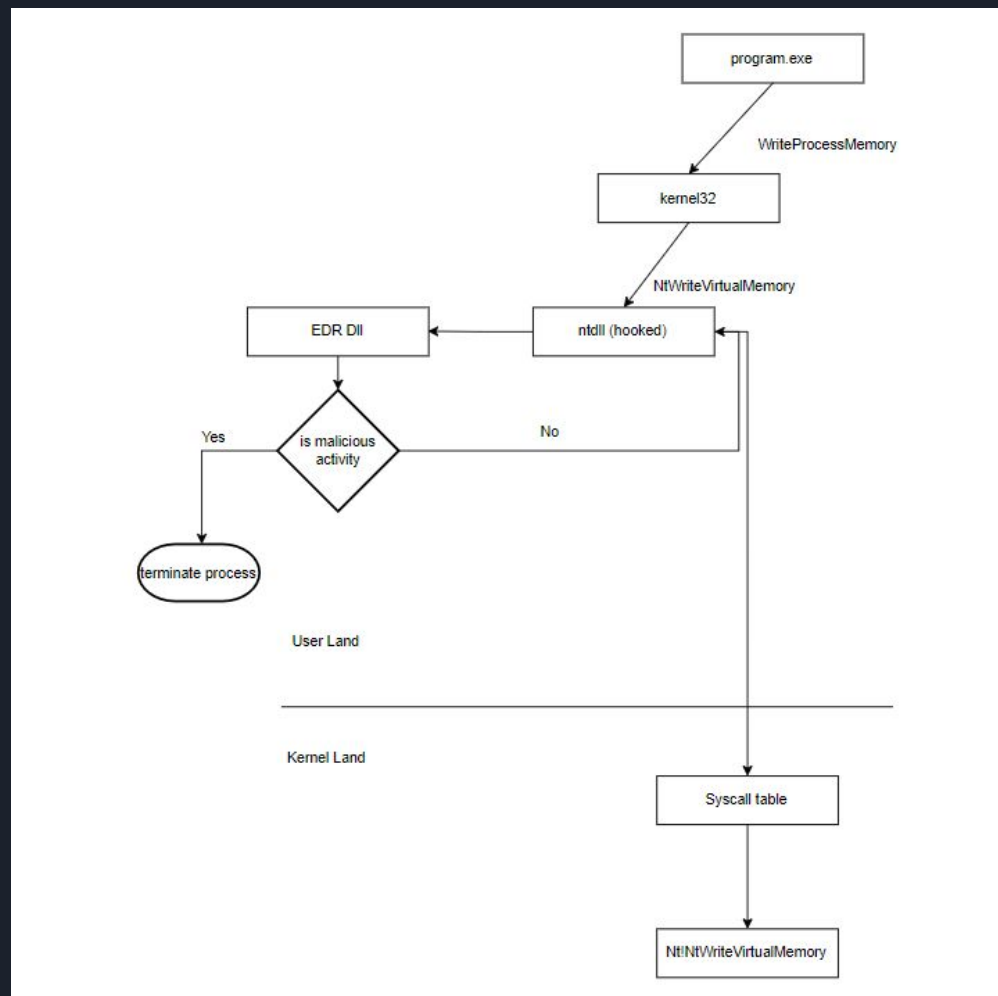 program.exe
WriteProcessMemory
kernel32
NtWriteVirtualMemory
EDR Dll
ntdll (hooked)
Yes
is malicious
activity
No
terminate process
User Land
Kernel Land
Syscall table
Nt!NtWriteVirtualMemory